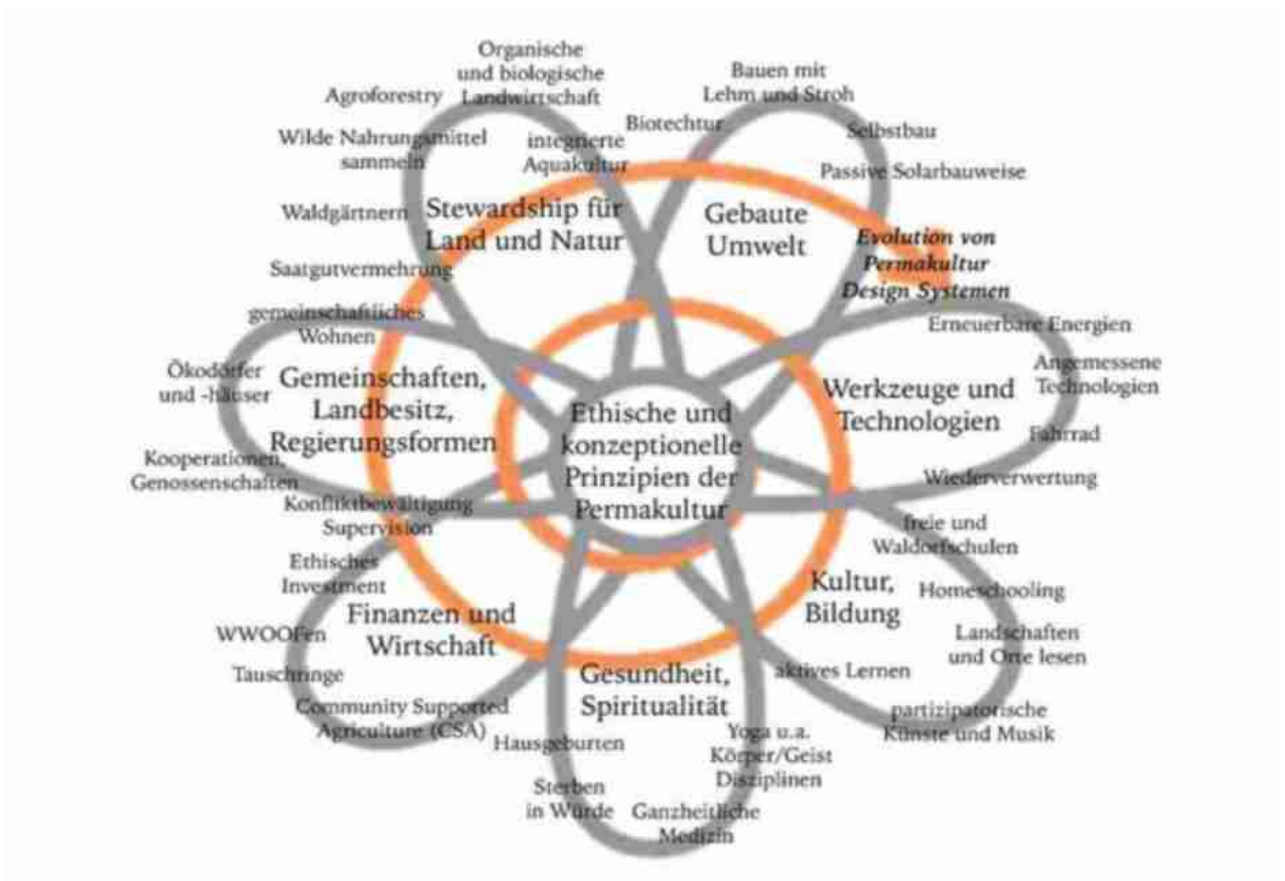 Organische
und biologische
Landwirtschaft
Agroforestry
Wilde Nahrungsmittel
sammeln
integrierte
Aquakultur
Waldgärtnern
Saatgutvermehrung
Stewardship für
Land und Natur
Bauen mit
Lehm und Stroh
Biotechtur
Selbstbau
Passive Solarbauweise
Gebaute
Umwelt
Evolution von
Permakultur
Design Systemen
Erneuerbare Energien
Angemessene
Technologien
Fahrrad
Wiederverwertung
Werkzeuge und
Technologien
freie und
Waldorfschulen
Homeschooling
Landschaften
und Orte lesen
aktives Lernen
partizipatorische
Künste und Musik
Kultur,
Bildung
Gesundheit,
Spiritualität
Yoga u.a.
Körper/Geist
Disziplinen
Hausgeburten
Sterben
in Würde
Ganzheitliche
Medizin
Finanzen und
Wirtschaft
Ethisches
Investment
WWOOFen
Tauschringe
Community Supported
Agriculture (CSA)
gemeinschaftliches
Wohnen
Ökodörfer
und -häuser
Gemeinschaften,
Landbesitz,
Regierungsformen
Kooperationen,
Genossenschaften
Konfliktbewältigung
Supervision
Ethische und
konzeptionelle
Prinzipien der
Permakultur